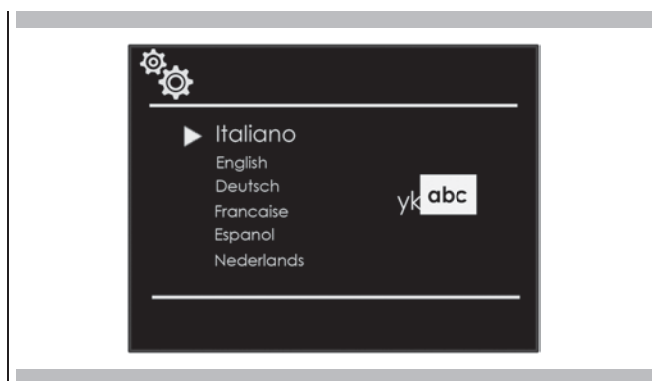 Italiano
English
Deutsch
Francaise
Espanol
Nederlands
yk abc